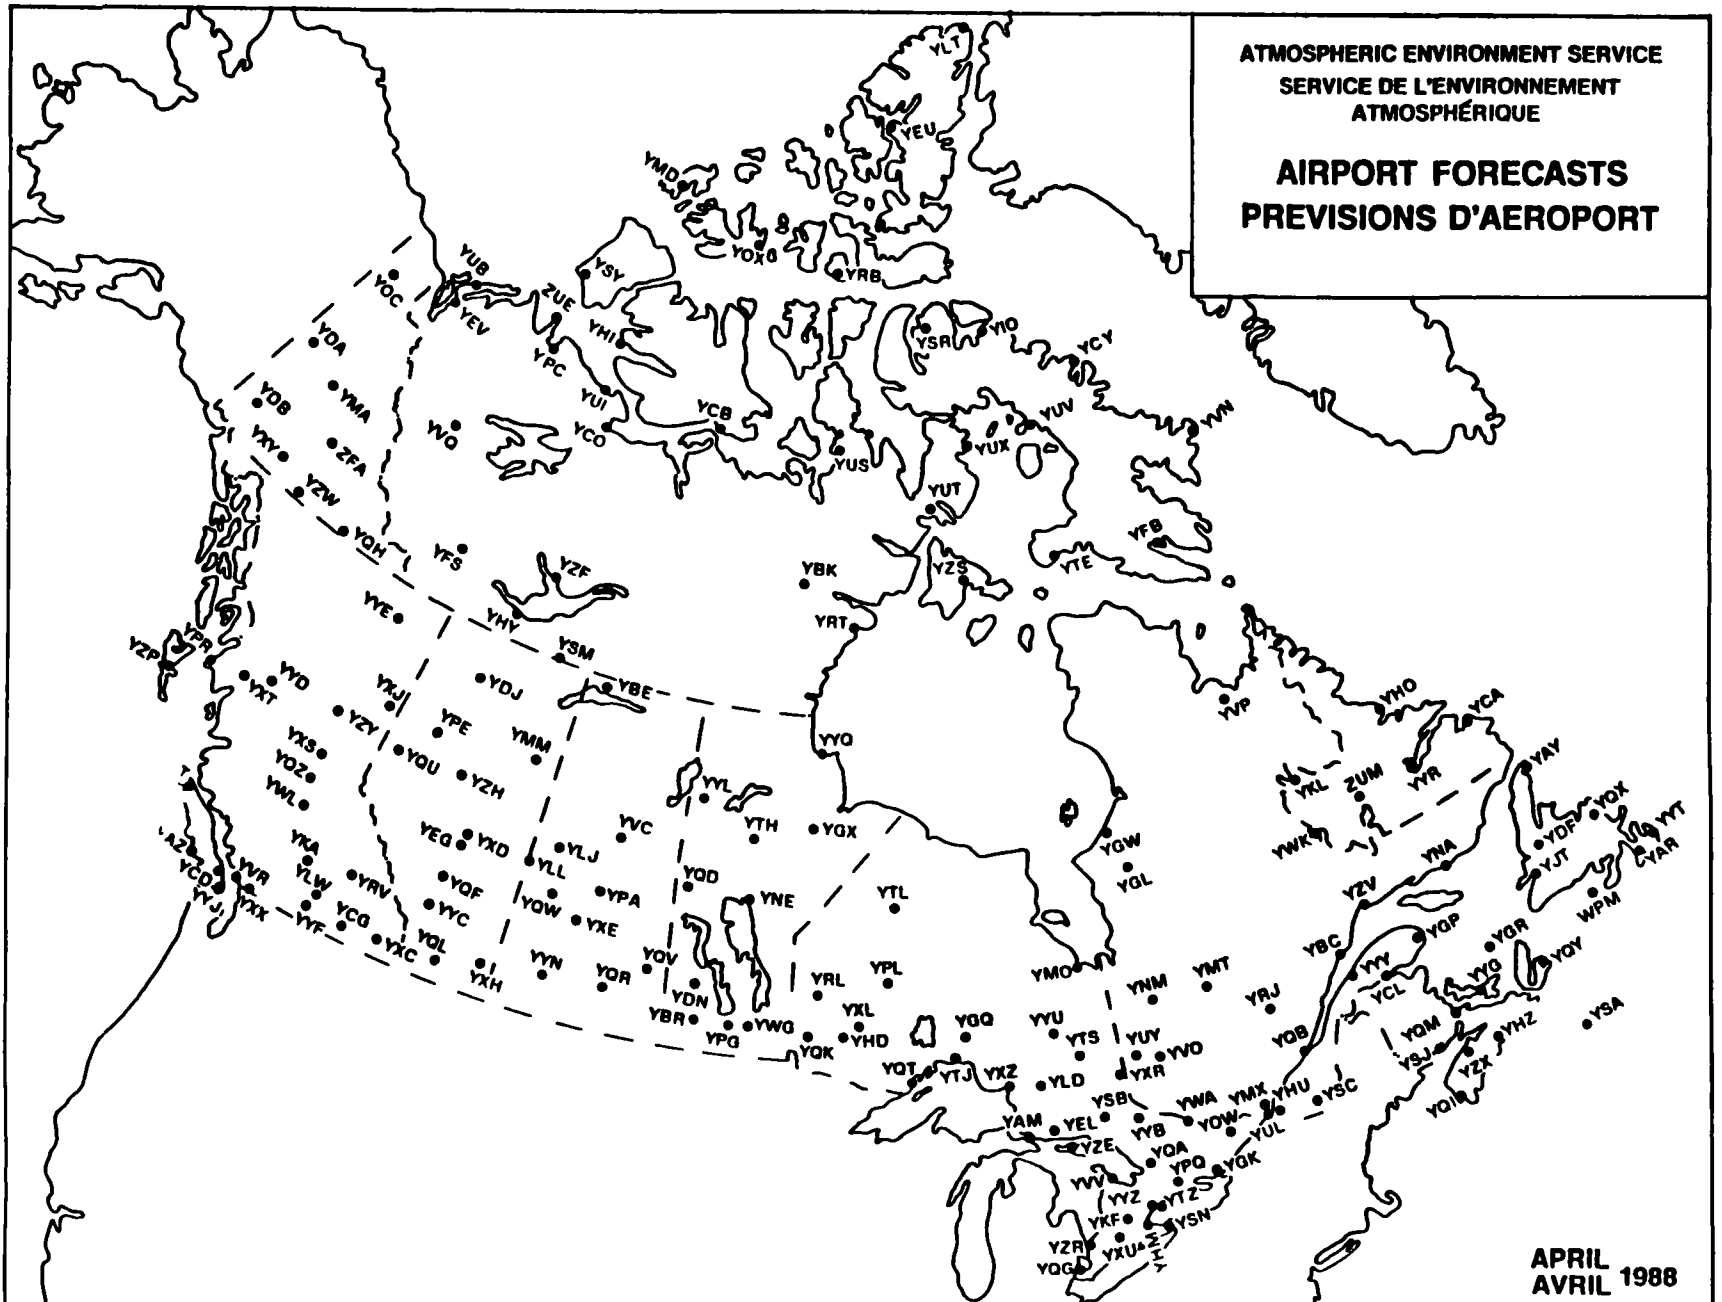 ATMOSPHERIC ENVIRONMENT SERVICE
SERVICE DE L'ENVIRONNEMENT
ATMOSPHÉRIQUE
AIRPORT FORECASTS
PREVISIONS D'AEROPORT
YLT
YEU
YMD
YOX
YRB
YUB
YSY
YOC
ZUE
YEV
YHI
YSR
YIO
YCY
YDA
YPC
YDB
YMA
YUI
YCB
YUV
YVN
YXY
ZFA
YVQ
YCO
YUS
YUX
YZW
YUT
YQH
YFS
YZF
YBK
YZS
YTE
YFB
YYE
YHY
YRT
YZP
YPR
YSM
YXT
YYD
YXJ
YDJ
YBE
YVP
YHO
YCA
YZY
YPE
YMM
YYQ
YXS
YQU
YQZ
YZH
YYL
YKL
ZUM
YYR
YAY
YWL
YQX
YEG
YXD
YVC
YTH
YGX
YGW
YWK
YDF
YYT
YKA
YLJ
YNA
YJT
YAR
AZ
YCD
YVR
YLW
YRV
YQF
YLL
YQD
YGL
YYJ
YXX
YYF
YCG
YYC
YQW
YPA
YNE
YTL
YZV
WPM
YXC
YQL
YXE
YXH
YYN
YQR
YQV
YMO
YBC
YGP
YGR
YDN
YRL
YPL
YNM
YMT
YYY
YYG
YQY
YBR
YPG
YWG
YXL
YRJ
YCL
YSA
YQK
YHD
YGQ
YYU
YTS
YUY
YVO
YQB
YQM
YHZ
YQT
YTJ
YXZ
YLD
YXR
YSJ
YZX
YSB
YWA
YMX
YHU
YSC
YQI
YAM
YEL
YYB
YOW
YUL
YZE
YQA
YVV
YPQ
YGK
YYZ
YTZ
YKF
YSN
YZR
YXU
YQG
APRIL
AVRIL 1988